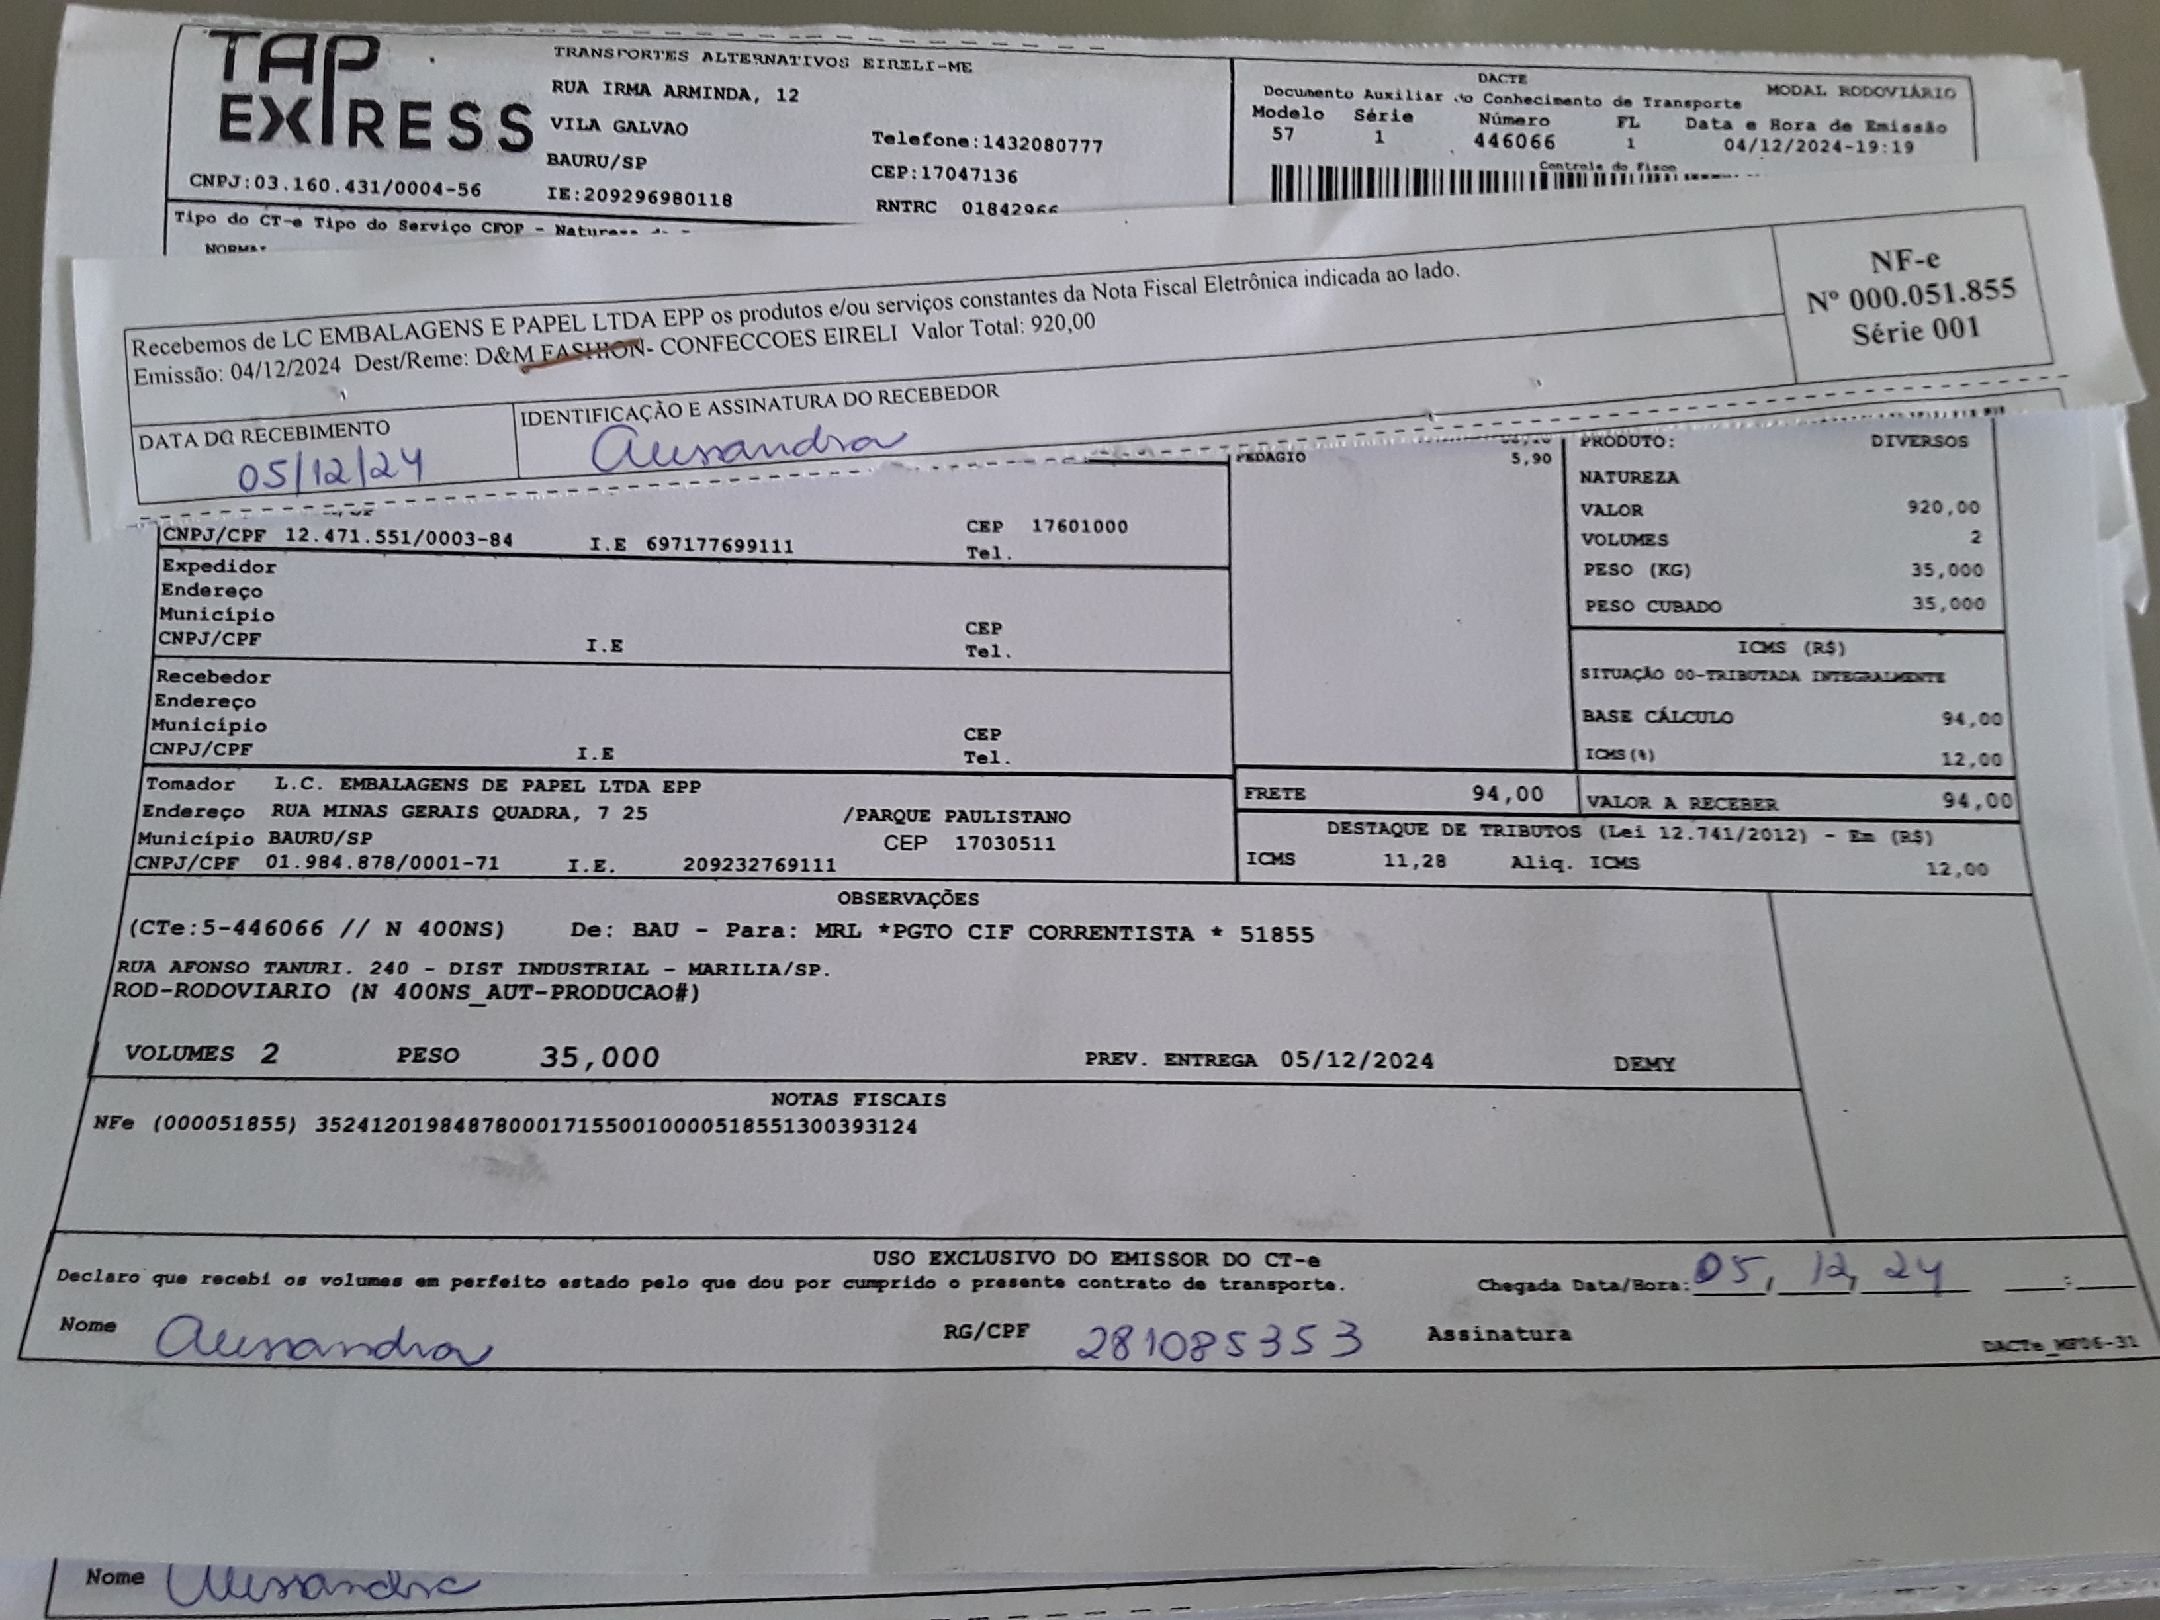 TAP EXPRESS
TRANSPORTES ALTERNATIVOS EIRELI-ME
RUA IRMA ARMINDA, 12
VILA GALVAO
BAURU/SP
Telefone:1432080777
CEP:17047136
CNPJ:03.160.431/0004-56
IE:209296980118
RNTRC 01842966
DACTE
MODAL RODOVIÁRIO
Documento Auxiliar do Conhecimento de Transporte
Modelo Série Número FL Data e Hora de Emissão
57 1 446066 1 04/12/2024-19:19
Controle do Fisco
Tipo do CT-e Tipo do Serviço CFOP - Natureza
Recebemos de LC EMBALAGENS E PAPEL LTDA EPP os produtos e/ou serviços constantes da Nota Fiscal Eletrônica indicada ao lado.
Emissão: 04/12/2024 Dest/Reme: D&M FASHION- CONFECCOES EIRELI Valor Total: 920,00
NF-e
Nº 000.051.855
Série 001
DATA DO RECEBIMENTO
05/12/24
IDENTIFICAÇÃO E ASSINATURA DO RECEBEDOR
Alessandra
PEDAGIO 5,90
CNPJ/CPF 12.471.551/0003-84 I.E 697177699111 CEP 17601000
Tel.
Expedidor
Endereço
Município CEP
CNPJ/CPF I.E Tel.
Recebedor
Endereço
Município CEP
CNPJ/CPF I.E Tel.
PRODUTO: DIVERSOS
NATUREZA
VALOR 920,00
VOLUMES 2
PESO (KG) 35,000
PESO CUBADO 35,000
ICMS (R$)
SITUAÇÃO 00-TRIBUTADA INTEGRALMENTE
BASE CÁLCULO 94,00
ICMS(%) 12,00
Tomador L.C. EMBALAGENS DE PAPEL LTDA EPP
Endereço RUA MINAS GERAIS QUADRA, 7 25 /PARQUE PAULISTANO
Município BAURU/SP CEP 17030511
CNPJ/CPF 01.984.878/0001-71 I.E. 209232769111
FRETE 94,00 VALOR A RECEBER 94,00
DESTAQUE DE TRIBUTOS (Lei 12.741/2012) - Em (R$)
ICMS 11,28 Aliq. ICMS 12,00
OBSERVAÇÕES
(CTe:5-446066 // N 400NS) De: BAU - Para: MRL *PGTO CIF CORRENTISTA * 51855
RUA AFONSO TANURI. 240 - DIST INDUSTRIAL - MARILIA/SP.
ROD-RODOVIARIO (N 400NS_AUT-PRODUCAO#)
VOLUMES 2 PESO 35,000 PREV. ENTREGA 05/12/2024 DEMY
NOTAS FISCAIS
NFe (000051855) 35241201984878000171550010000518551300393124
USO EXCLUSIVO DO EMISSOR DO CT-e
Declaro que recebi os volumes em perfeito estado pelo que dou por cumprido o presente contrato de transporte. Chegada Data/Hora: 05, 12, 24
Nome Alessandra RG/CPF 281085353 Assinatura
DACTe_MF06-31
Nome Alessandra